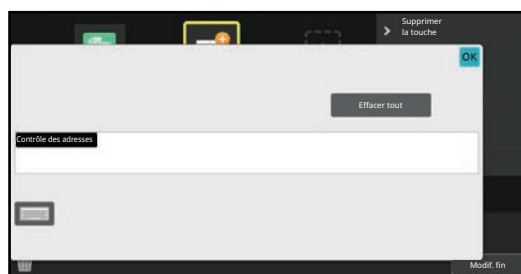 Supprimer
la touche
OK
Effacer tout
Contrôle des adresses
Modif. fin